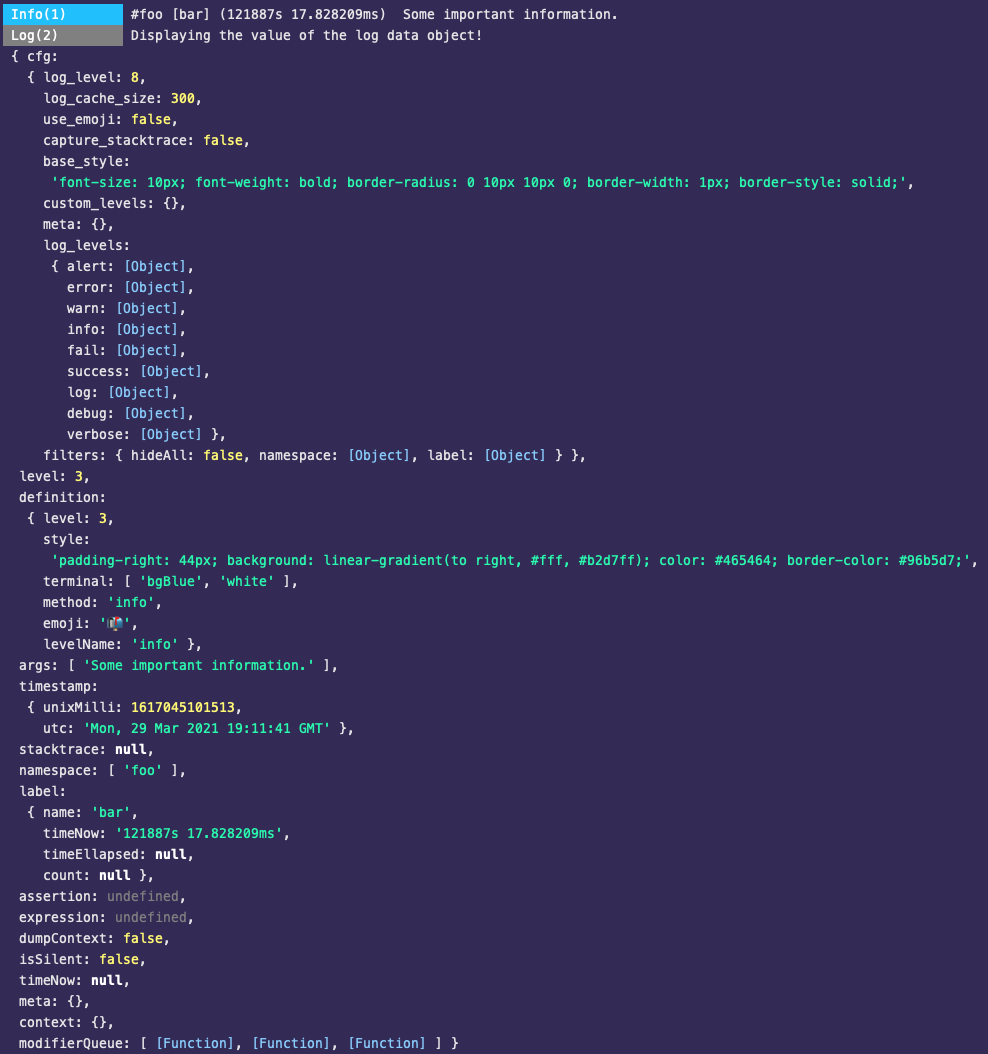 Info(1) #foo [bar] (121887s 17.828209ms)  Some important information.
Log(2) Displaying the value of the log data object!
{ cfg:
{ log_level: 8,
log_cache_size: 300,
use_emoji: false,
capture_stacktrace: false,
base_style:
'font-size: 10px; font-weight: bold; border-radius: 0 10px 10px 0; border-width: 1px; border-style: solid;',
custom_levels: {},
meta: {},
log_levels:
{ alert: [Object],
error: [Object],
warn: [Object],
info: [Object],
fail: [Object],
success: [Object],
log: [Object],
debug: [Object],
verbose: [Object] },
filters: { hideAll: false, namespace: [Object], label: [Object] } },
level: 3,
definition:
{ level: 3,
style:
'padding-right: 44px; background: linear-gradient(to right, #fff, #b2d7ff); color: #465464; border-color: #96b5d7;',
terminal: [ 'bgBlue', 'white' ],
method: 'info',
emoji: '📬',
levelName: 'info' },
args: [ 'Some important information.' ],
timestamp:
{ unixMilli: 1617045101513,
utc: 'Mon, 29 Mar 2021 19:11:41 GMT' },
stacktrace: null,
namespace: [ 'foo' ],
label:
{ name: 'bar',
timeNow: '121887s 17.828209ms',
timeEllapsed: null,
count: null },
assertion: undefined,
expression: undefined,
dumpContext: false,
isSilent: false,
timeNow: null,
meta: {},
context: {},
modifierQueue: [ [Function], [Function], [Function] ] }